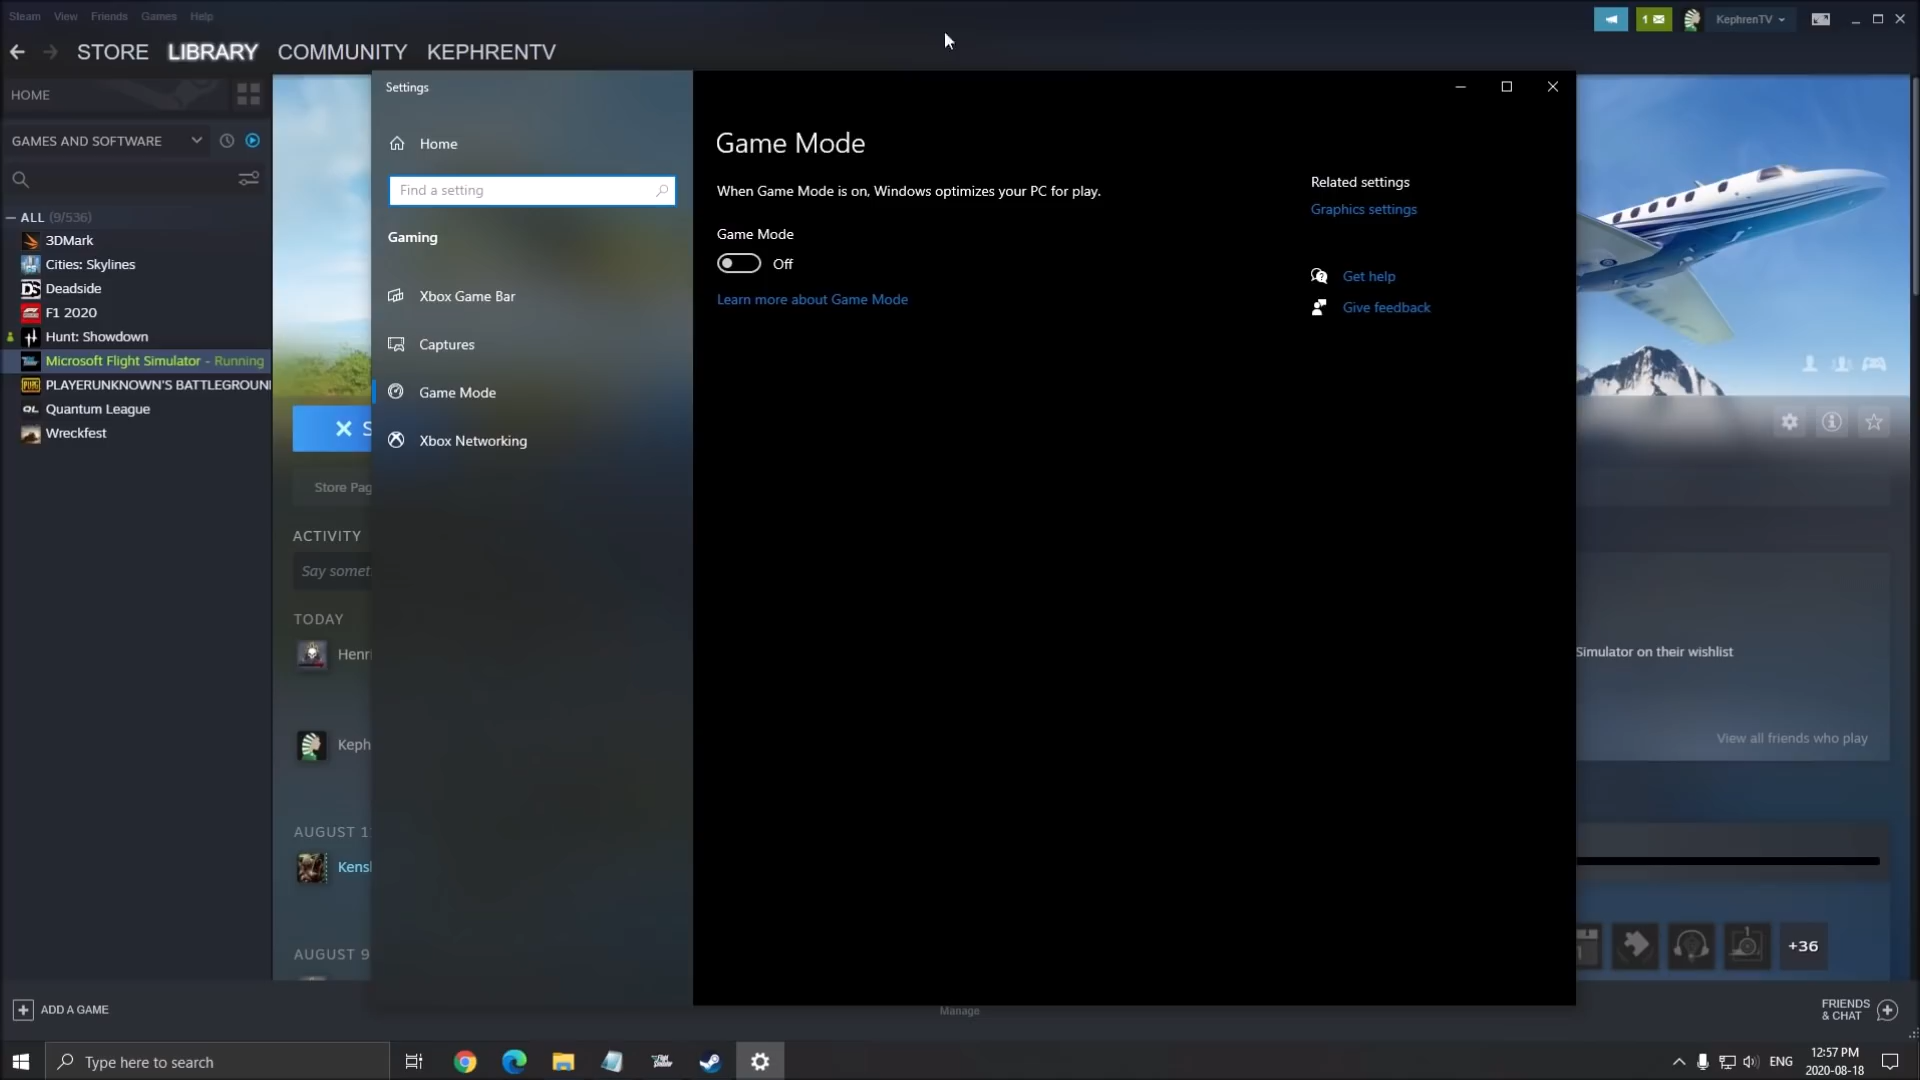 Steam View Friends Games Help
1
KephrenTV
STORE LIBRARY COMMUNITY KEPHRENTV
HOME
GAMES AND SOFTWARE
ALL (9/536)
3DMark
Cities: Skylines
Deadside
F1 2020
Hunt: Showdown
Microsoft Flight Simulator - Running
PLAYERUNKNOWN'S BATTLEGROUN
Quantum League
Wreckfest
ADD A GAME
Settings
Home
Find a setting
Gaming
Xbox Game Bar
Captures
Game Mode
Xbox Networking
Game Mode
When Game Mode is on, Windows optimizes your PC for play.
Game Mode
Off
Learn more about Game Mode
Related settings
Graphics settings
Get help
Give feedback
Store Pag
ACTIVITY
Say somet
TODAY
Henri
Keph
AUGUST 1
Kensl
AUGUST 9
Simulator on their wishlist
View all friends who play
+36
Manage
FRIENDS
& CHAT
Type here to search
ENG
12:57 PM
2020-08-18